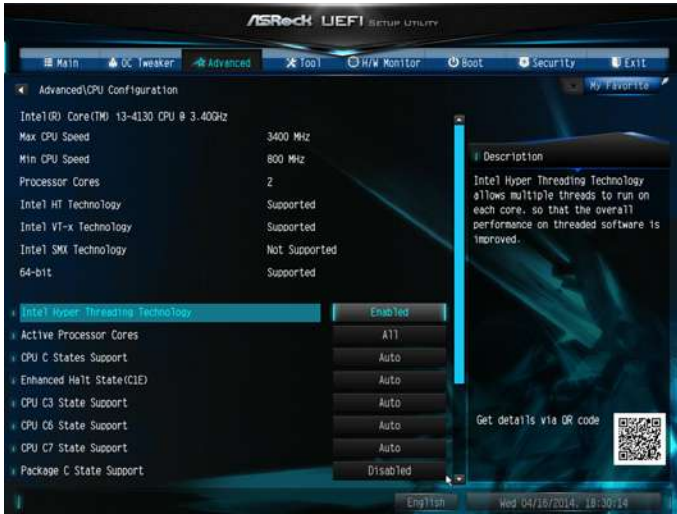 ASRock UEFI SETUP UTILITY
Main OC Tweaker Advanced Tool H/W Monitor Boot Security Exit
My Favorite
Advanced\CPU Configuration
Intel(R) Core(TM) i3-4130 CPU @ 3.40GHz
Max CPU Speed 3400 MHz
Min CPU Speed 800 MHz
Processor Cores 2
Intel HT Technology Supported
Intel VT-x Technology Supported
Intel SMX Technology Not Supported
64-bit Supported
Intel Hyper Threading Technology Enabled
Active Processor Cores All
CPU C States Support Auto
Enhanced Halt State(C1E) Auto
CPU C3 State Support Auto
CPU C6 State Support Auto
CPU C7 State Support Auto
Package C State Support Disabled
Description
Intel Hyper Threading Technology
allows multiple threads to run on
each core. so that the overall
performance on threaded software is
improved.
Get details via QR code
English Wed 04/16/2014. 18:30:14